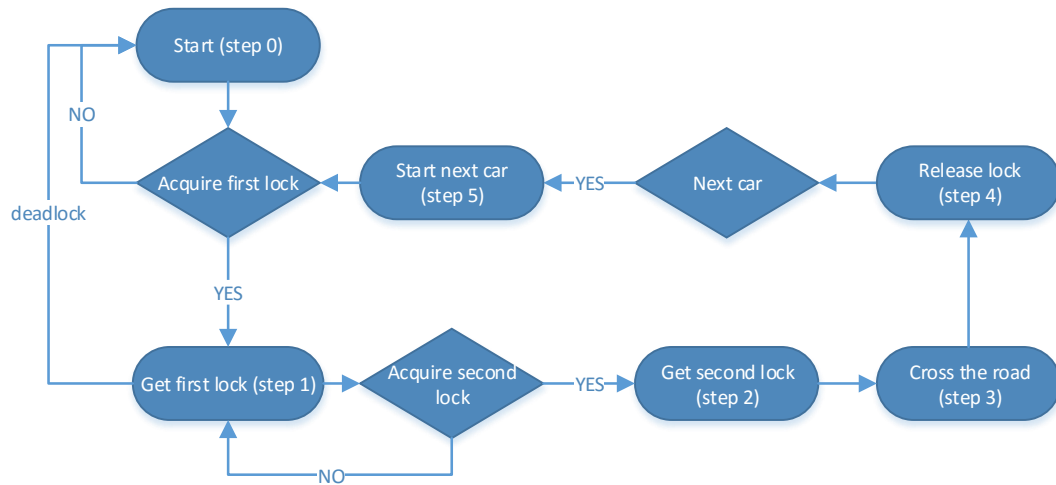 Start (step 0)
NO
Acquire first lock
Start next car
(step 5)
YES
Next car
Release lock
(step 4)
deadlock
YES
Get first lock (step 1)
Acquire second
lock
YES
Get second lock
(step 2)
Cross the road
(step 3)
NO